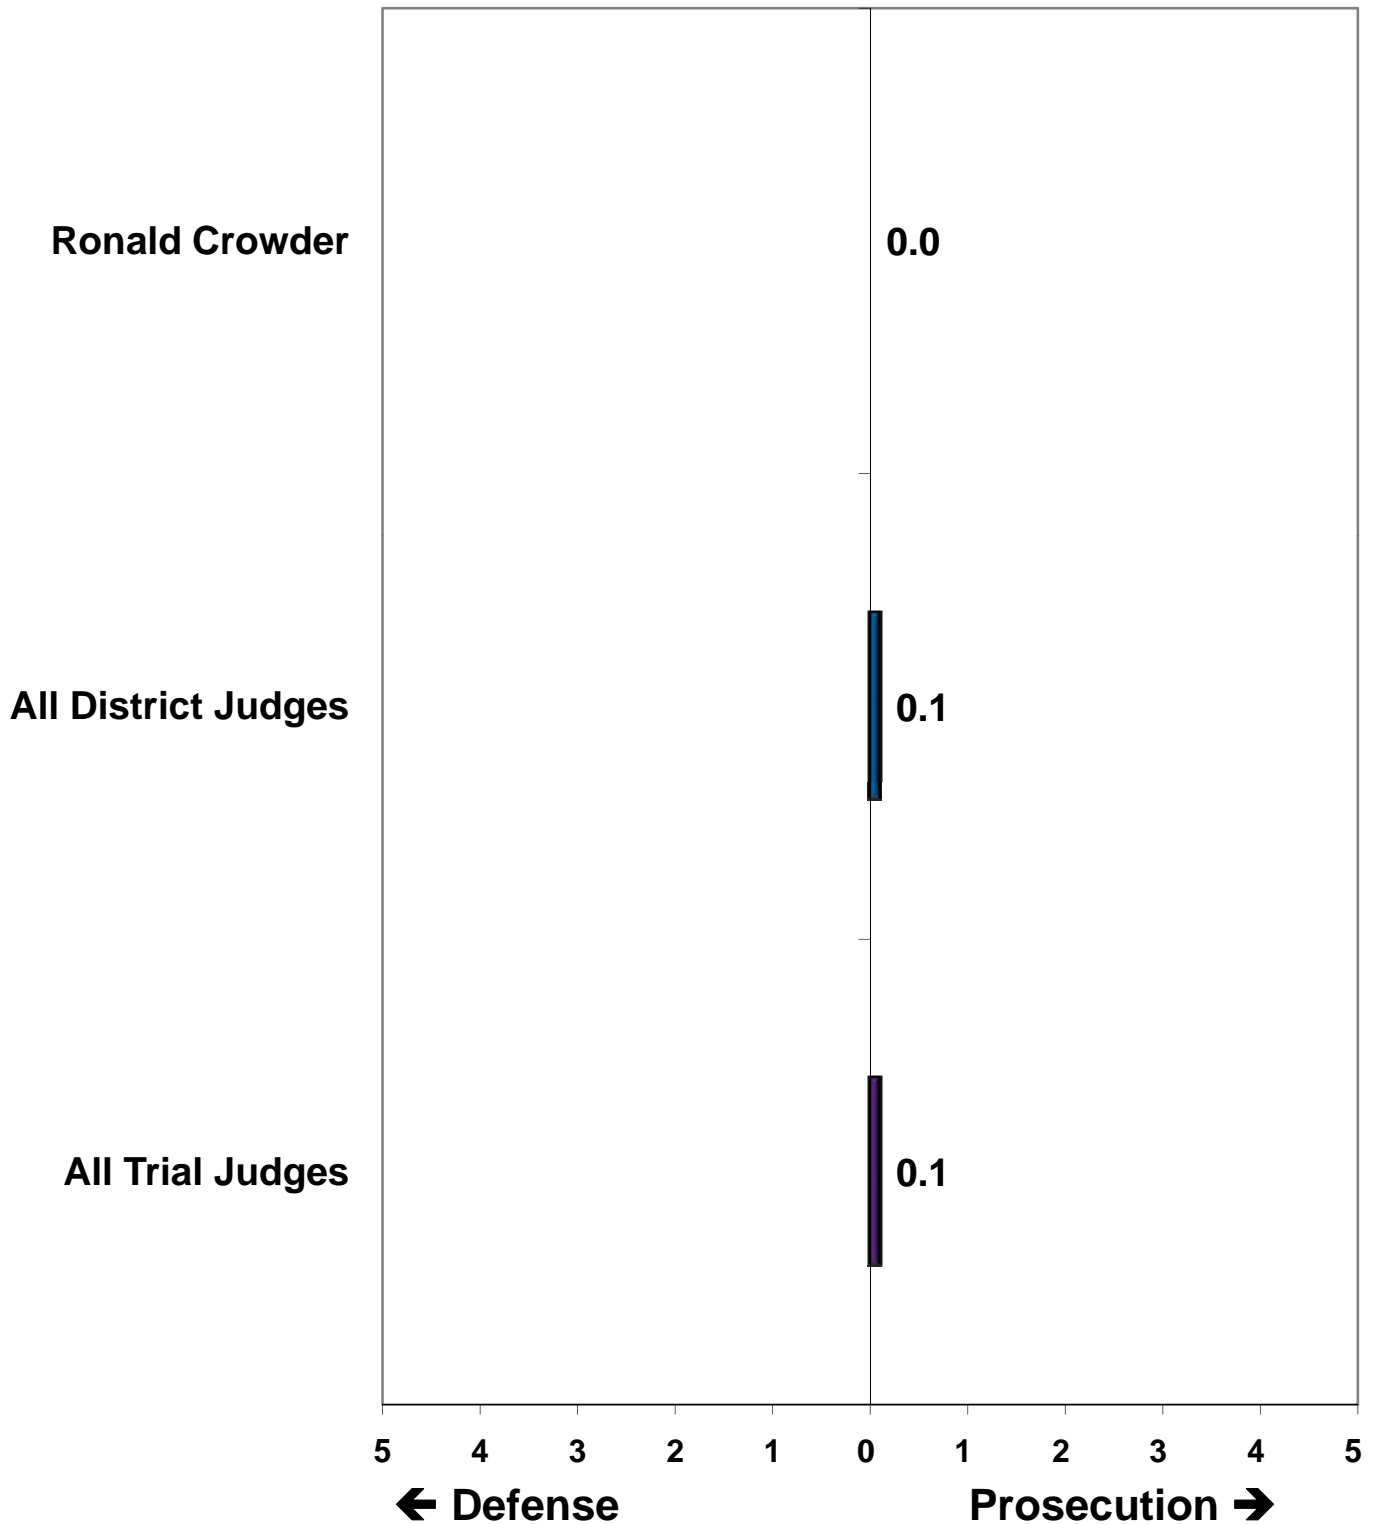 Ronald Crowder
0.0
All District Judges
0.1
All Trial Judges
0.1
5 4 3 2 1 0 1 2 3 4 5
← Defense Prosecution →